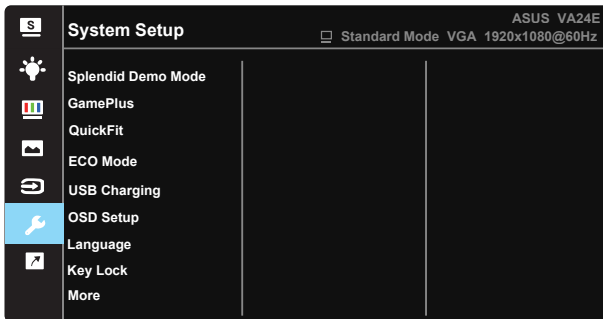 S
System Setup
ASUS VA24E
Standard Mode VGA 1920x1080@60Hz
Splendid Demo Mode
GamePlus
QuickFit
ECO Mode
USB Charging
OSD Setup
Language
Key Lock
More